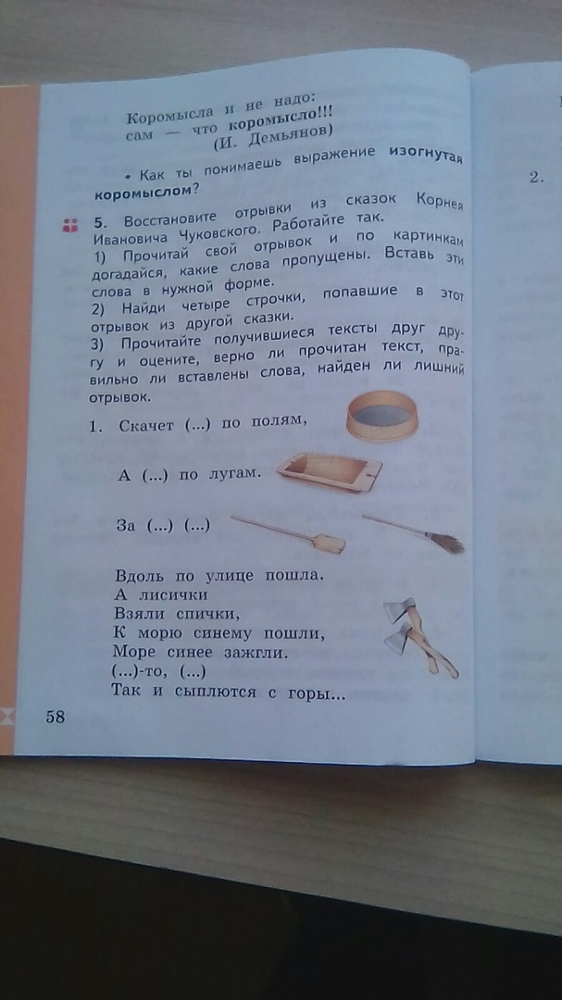 Коромысла и не надо:
сам — что коромысло!!!
(И. Демьянов)
• Как ты понимаешь выражение изогнутая
коромыслом?
5. Восстановите отрывки из сказок Корнея
Ивановича Чуковского. Работайте так.
1) Прочитай свой отрывок и по картинкам
догадайся, какие слова пропущены. Вставь эти
слова в нужной форме.
2) Найди четыре строчки, попавшие в этот
отрывок из другой сказки.
3) Прочитайте получившиеся тексты друг дру-
гу и оцените, верно ли прочитан текст, пра-
вильно ли вставлены слова, найден ли лишний
отрывок.
1. Скачет (...) по полям,
А (...) по лугам.
За (...) (...)
Вдоль по улице пошла.
А лисички
Взяли спички,
К морю синему пошли,
Море синее зажгли.
(...)-то, (...)
Так и сыплются с горы...
58
2.